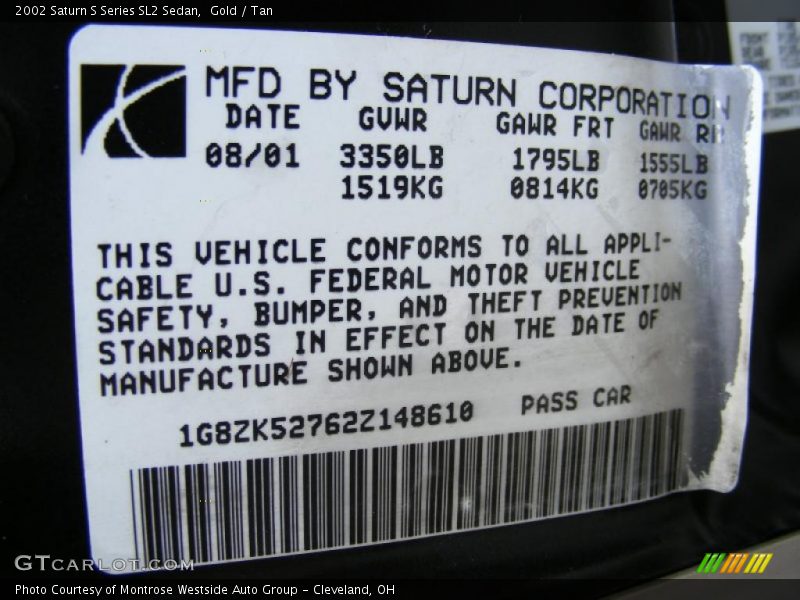 2002 Saturn S Series SL2 Sedan, Gold / Tan
MFD BY SATURN CORPORATION
DATE GVWR GAWR FRT GAWR RR
08/01 3350LB 1795LB 1555LB
1519KG 0814KG 0705KG
THIS VEHICLE CONFORMS TO ALL APPLI-
CABLE U.S. FEDERAL MOTOR VEHICLE
SAFETY, BUMPER, AND THEFT PREVENTION
STANDARDS IN EFFECT ON THE DATE OF
MANUFACTURE SHOWN ABOVE.
1G8ZK52762Z148610 PASS CAR
GTCARLOT.COM
Photo Courtesy of Montrose Westside Auto Group - Cleveland, OH